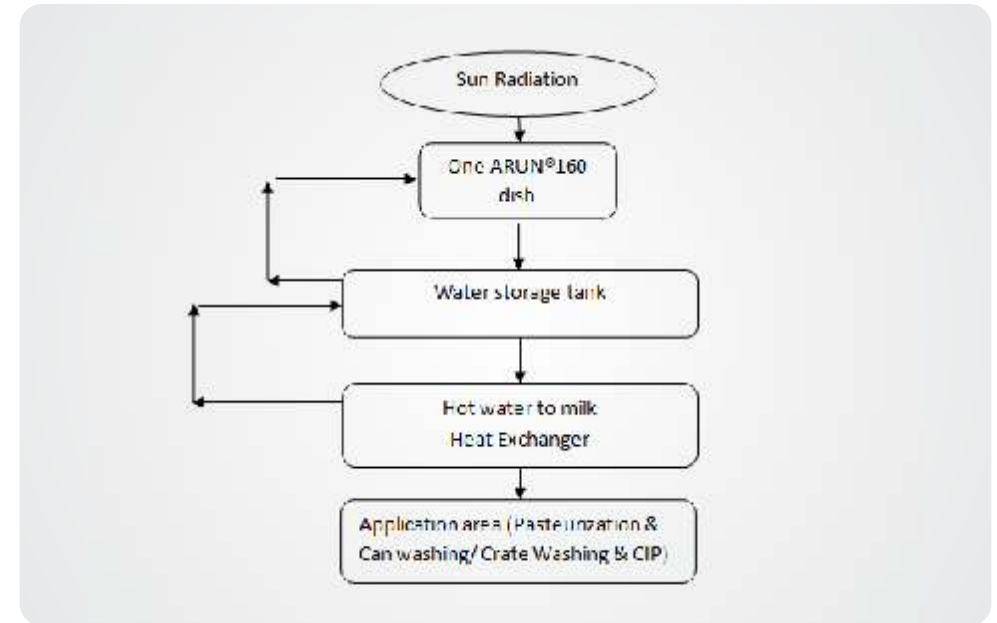 Sun Radiation
One ARUN®160
dish
Water storage tank
Hot water to milk
Heat Exchanger
Application area (Pasteurization &
Can washing/ Crate Washing & CIP)